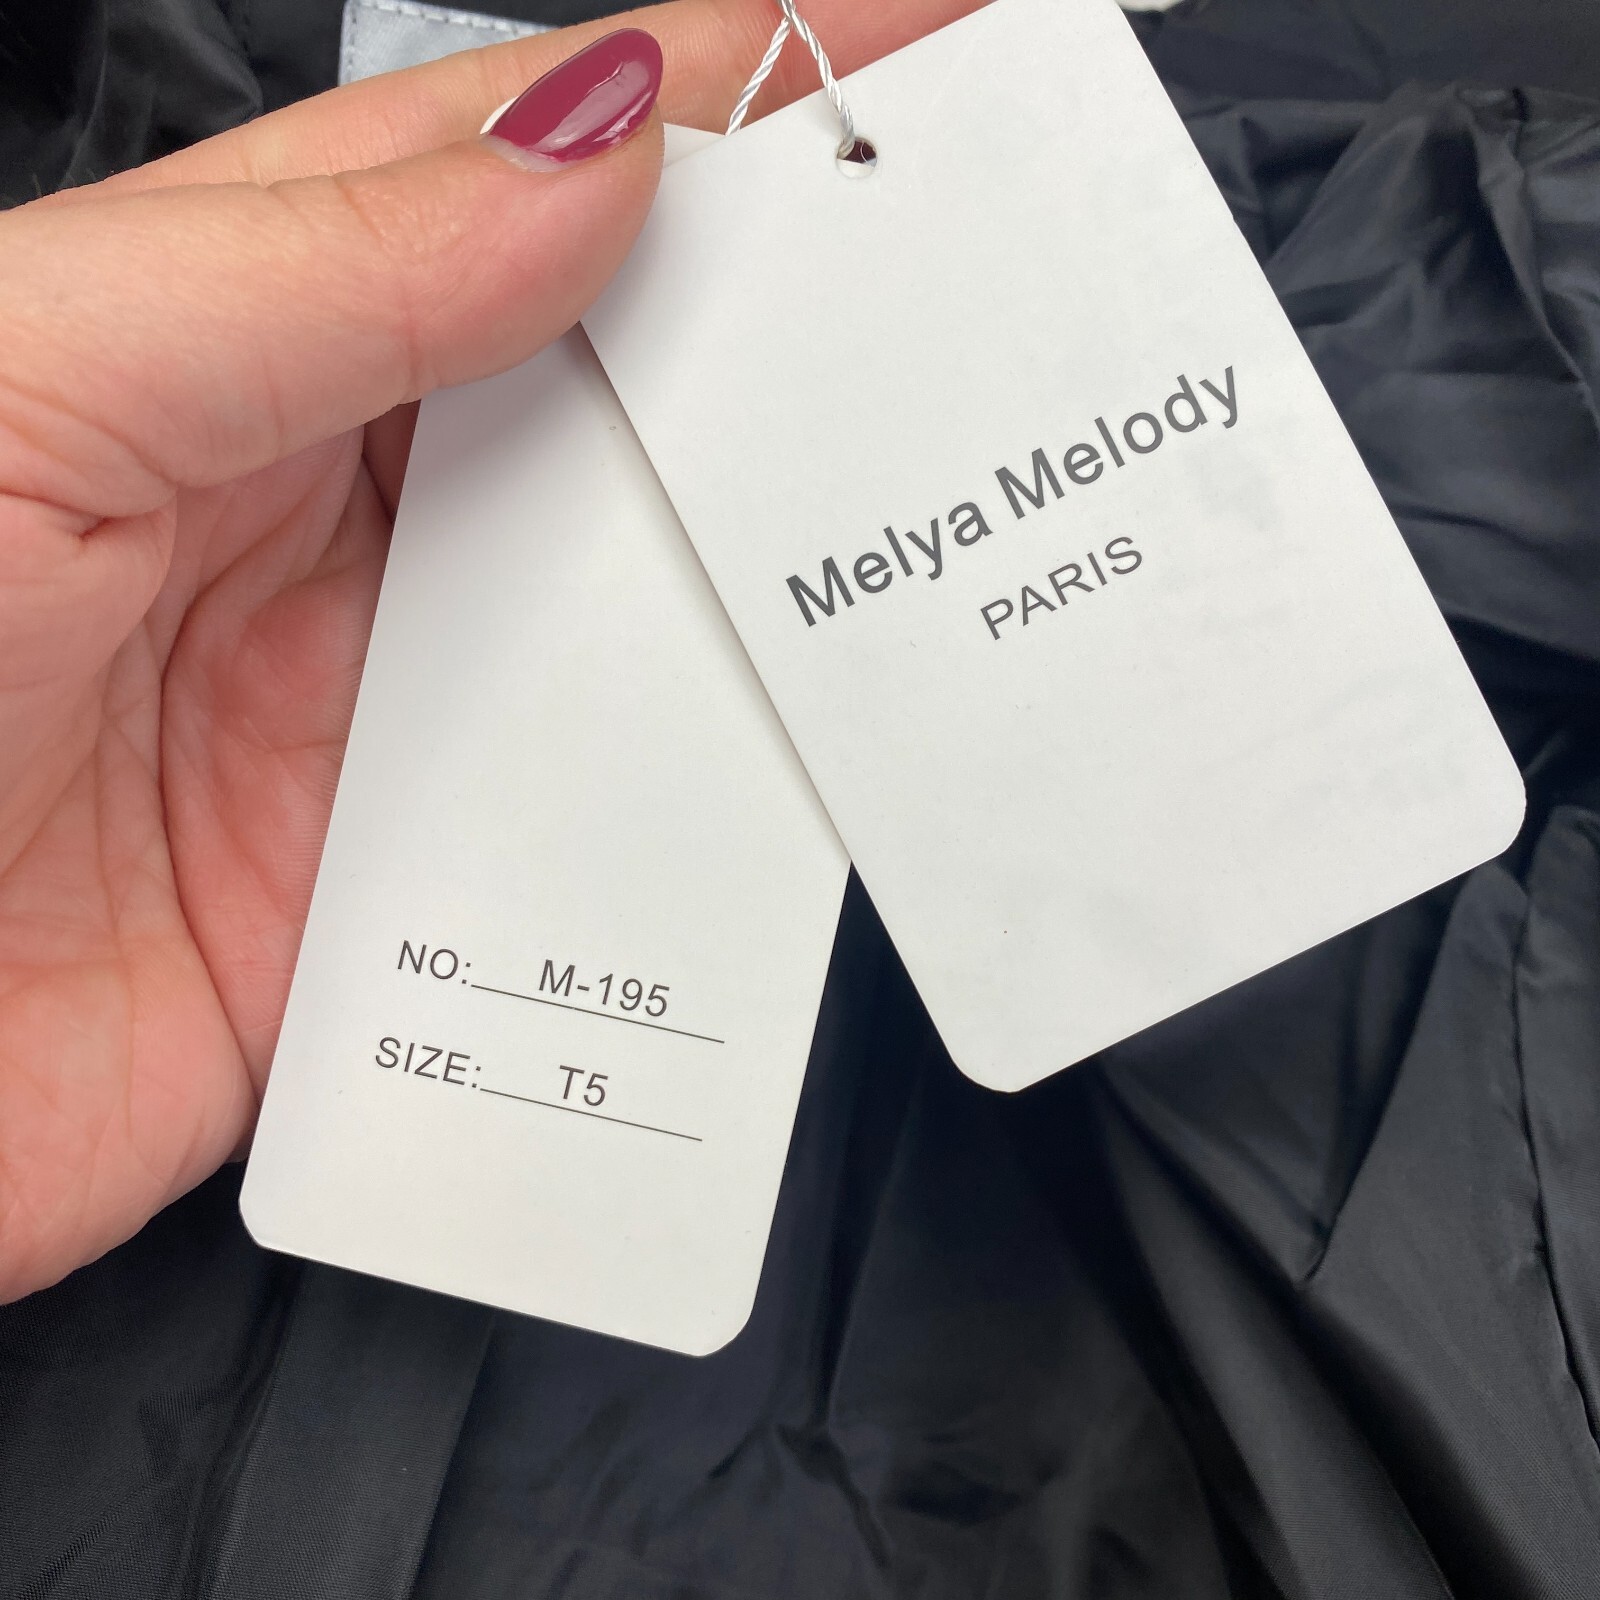 Melya Melody
PARIS
NO: M-195
SIZE: T5